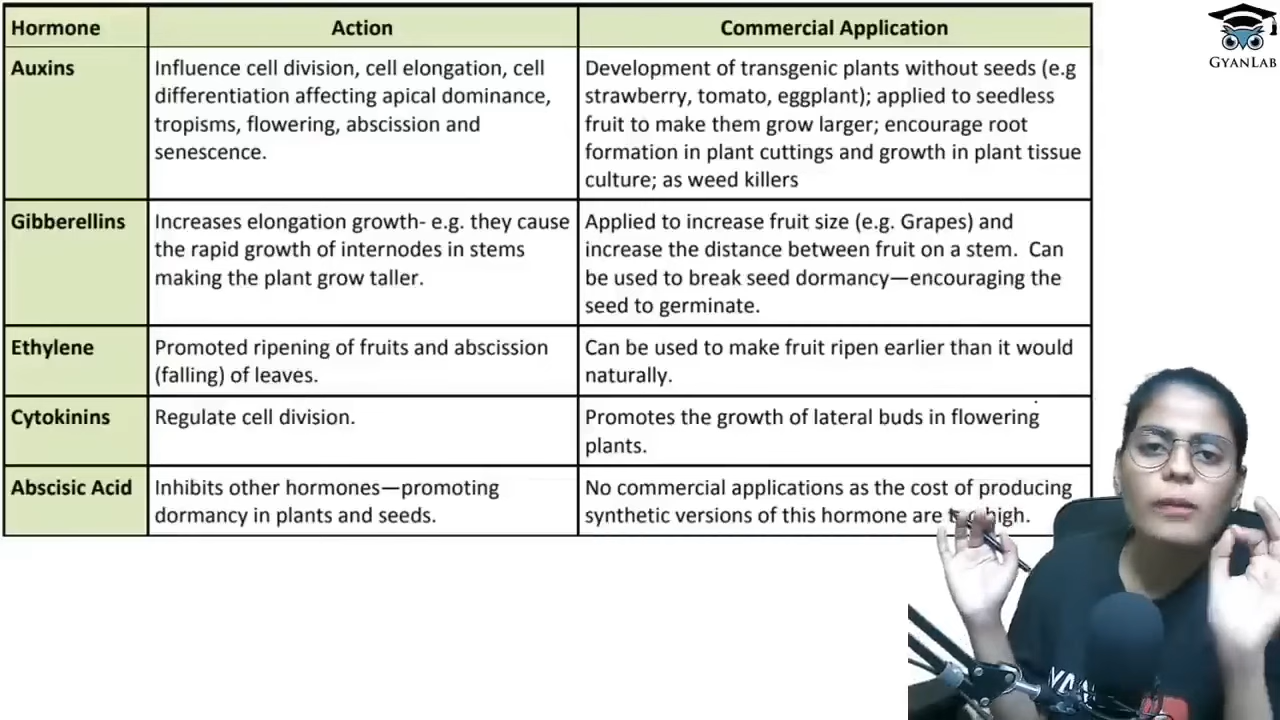 Hormone
Action
Commercial Application
Auxins
Influence cell division, cell elongation, cell
differentiation affecting apical dominance,
tropisms, flowering, abscission and
senescence.
Development of transgenic plants without seeds (e.g
strawberry, tomato, eggplant); applied to seedless
fruit to make them grow larger; encourage root
formation in plant cuttings and growth in plant tissue
culture; as weed killers
Gibberellins
Increases elongation growth- e.g. they cause
the rapid growth of internodes in stems
making the plant grow taller.
Applied to increase fruit size (e.g. Grapes) and
increase the distance between fruit on a stem. Can
be used to break seed dormancy—encouraging the
seed to germinate.
Ethylene
Promoted ripening of fruits and abscission
(falling) of leaves.
Can be used to make fruit ripen earlier than it would
naturally.
Cytokinins
Regulate cell division.
Promotes the growth of lateral buds in flowering
plants.
Abscisic Acid
Inhibits other hormones—promoting
dormancy in plants and seeds.
No commercial applications as the cost of producing
synthetic versions of this hormone are high.
GYANLAB